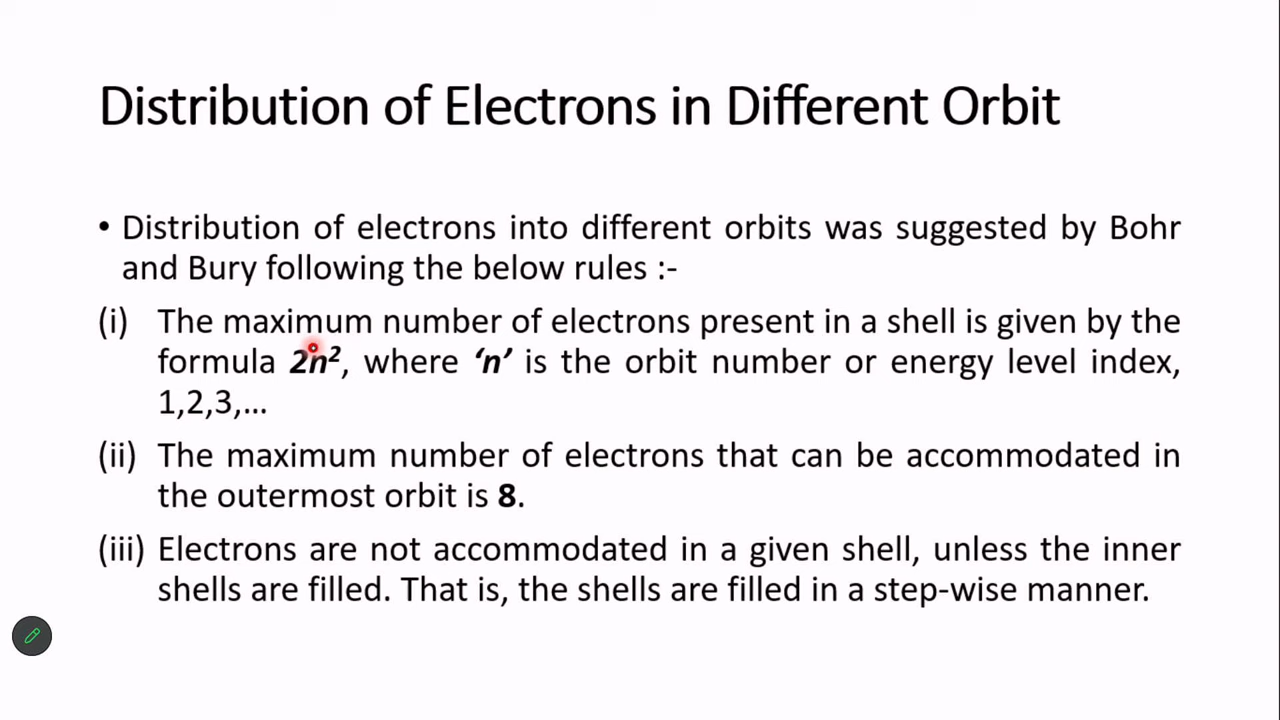 Distribution of Electrons in Different Orbit
• Distribution of electrons into different orbits was suggested by Bohr
and Bury following the below rules :-
(i) The maximum number of electrons present in a shell is given by the
formula 2n², where ‘n’ is the orbit number or energy level index,
1,2,3,...
(ii) The maximum number of electrons that can be accommodated in
the outermost orbit is 8.
(iii) Electrons are not accommodated in a given shell, unless the inner
shells are filled. That is, the shells are filled in a step-wise manner.